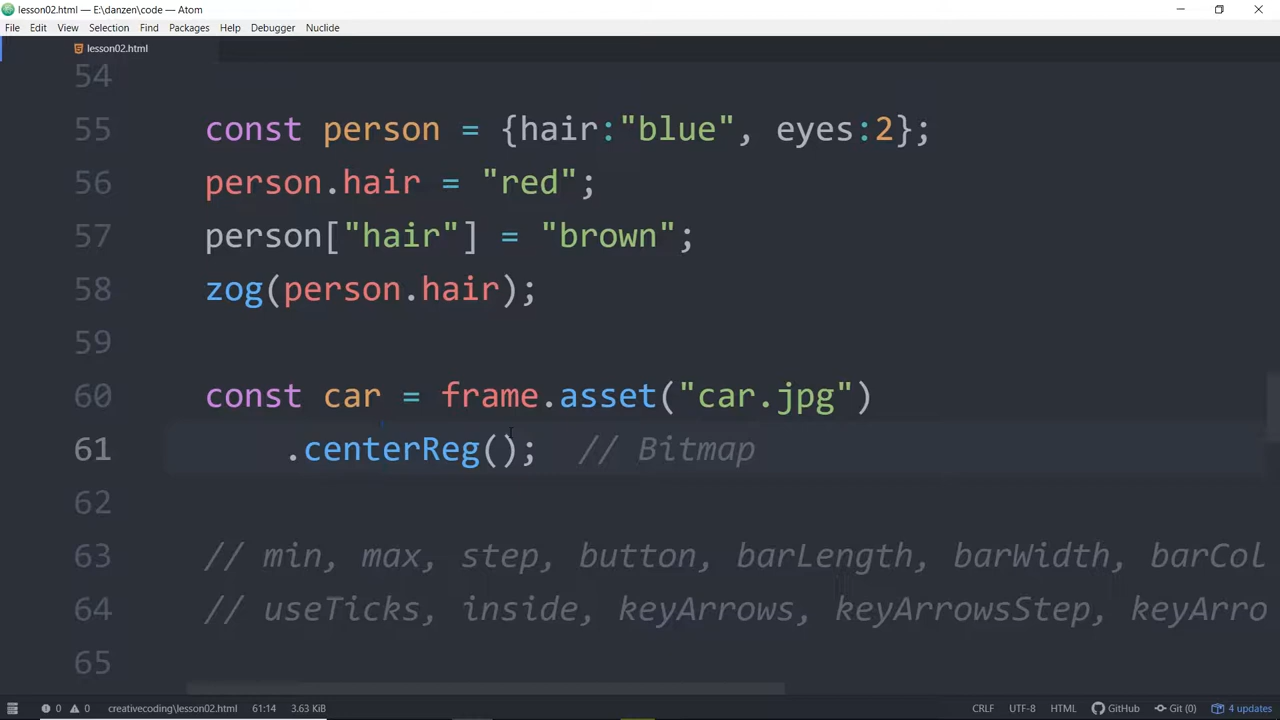 lesson02.html — E:\danzen\code — Atom
File Edit View Selection Find Packages Help Debugger Nuclide
lesson02.html
54
55 const person = {hair:"blue", eyes:2};
56 person.hair = "red";
57 person["hair"] = "brown";
58 zog(person.hair);
59
60 const car = frame.asset("car.jpg")
61 .centerReg(); // Bitmap
62
63 // min, max, step, button, barLength, barWidth, barCol
64 // useTicks, inside, keyArrows, keyArrowsStep, keyArro
65
0 0 creativecoding\lesson02.html 61:14 3.63 KiB CRLF UTF-8 HTML GitHub Git (0) 4 updates